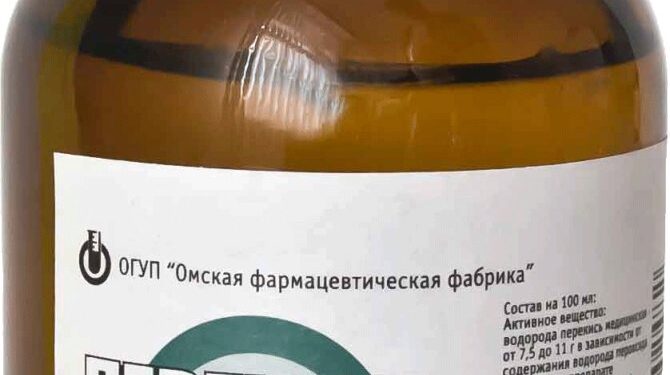 ОГУП “Омская фармацевтическая фабрика”
Состав на 100 мл:
Активное вещество:
водорода перекись медицинская
от 7,5 до 11 г в зависимости от
содержания водорода пероксида